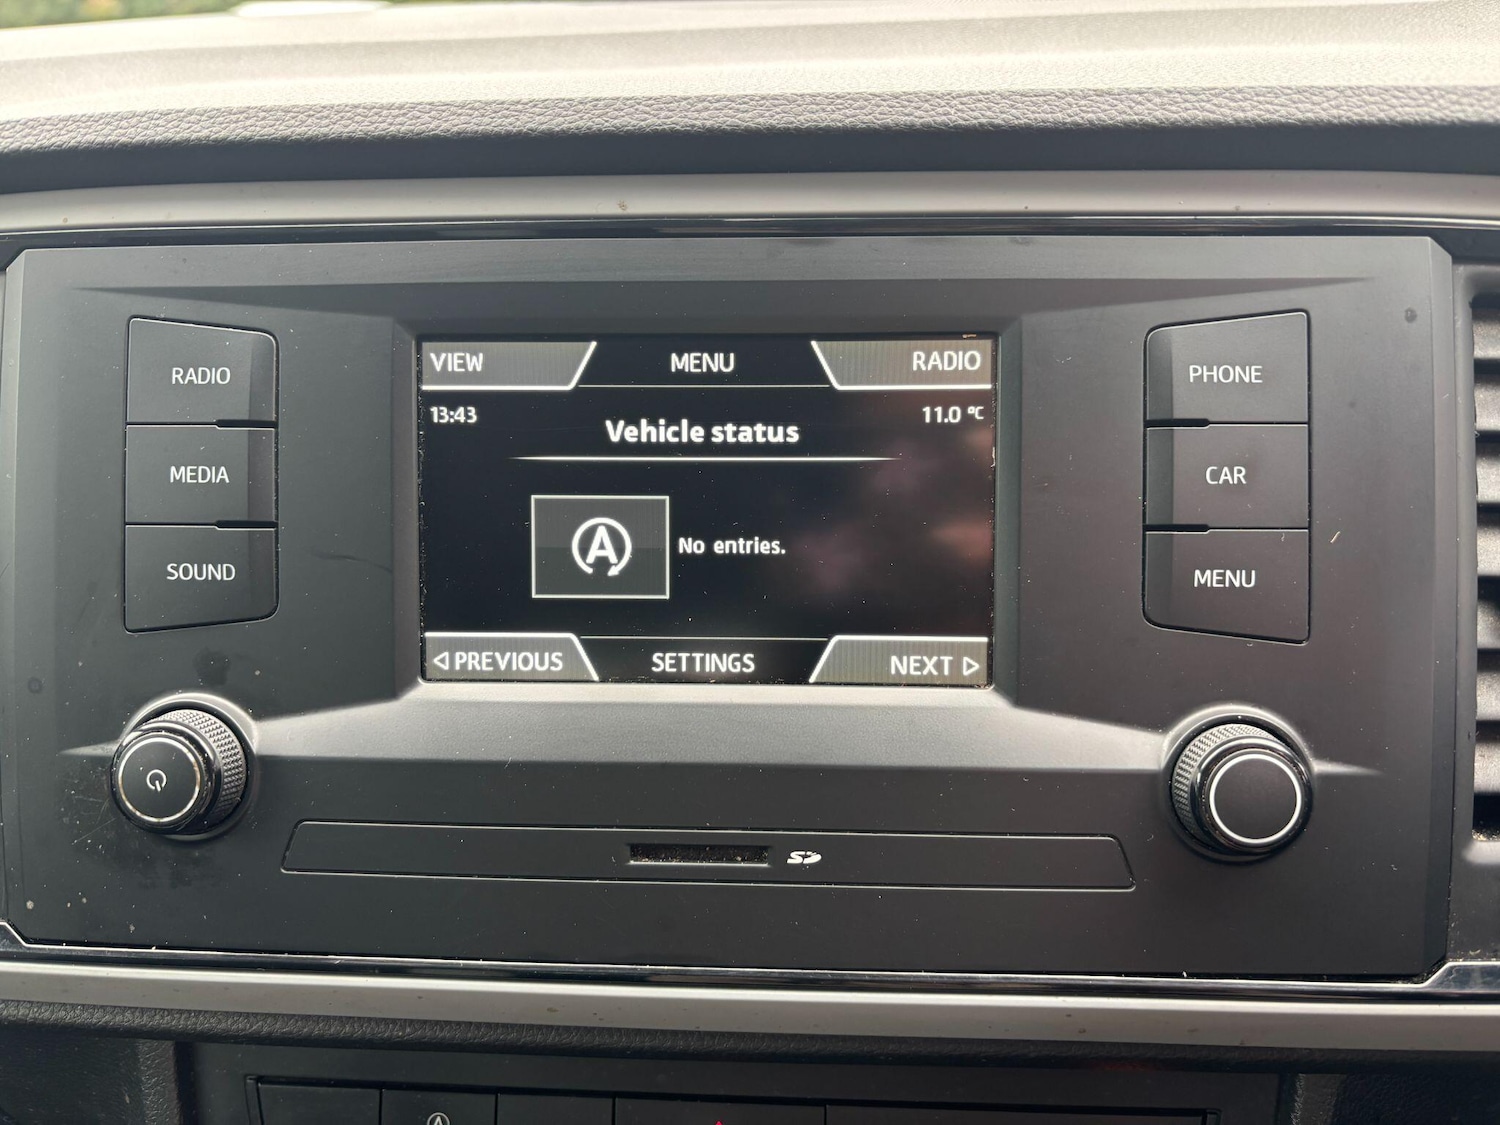 RADIO
MEDIA
SOUND
VIEW MENU RADIO
13:43 11.0 °C
Vehicle status
A No entries.
◁ PREVIOUS SETTINGS NEXT ▷
PHONE
CAR
MENU
SD
A